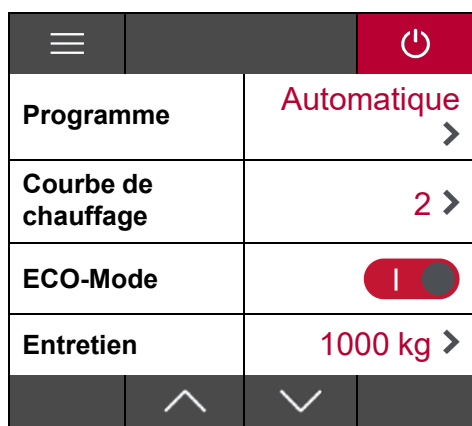 Programme
Automatique
Courbe de
chauffage
2
ECO-Mode
Entretien
1000 kg